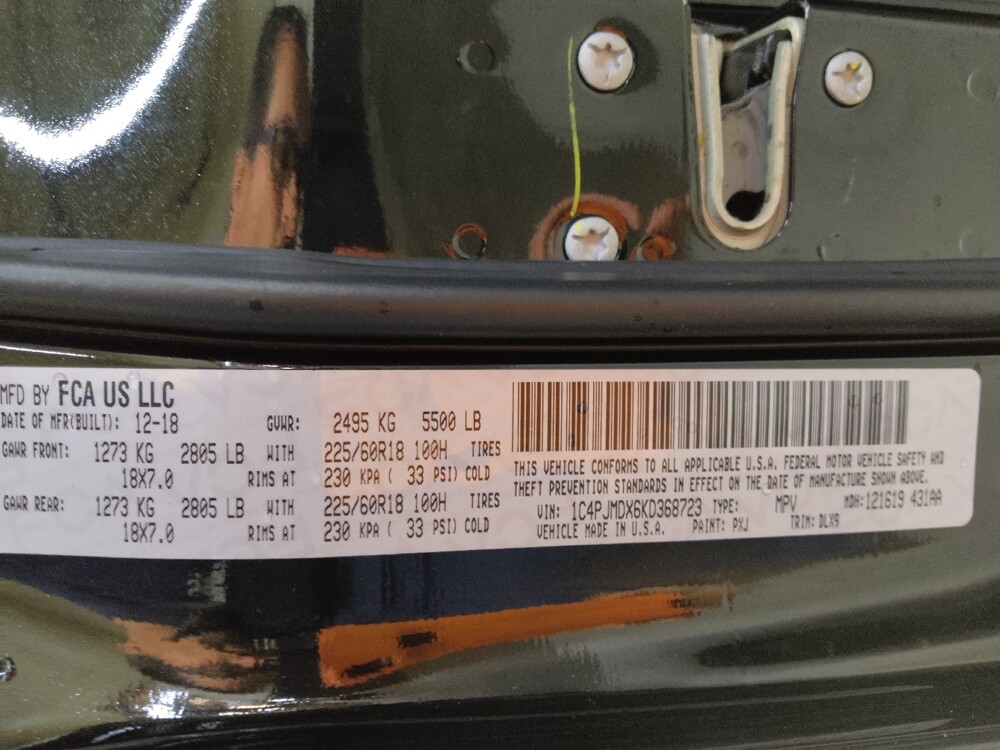 MFD BY FCA US LLC
DATE OF MFR(BUILT): 12-18 GVWR: 2495 KG 5500 LB
GAWR FRONT: 1273 KG 2805 LB WITH 225/60R18 100H TIRES
18X7.0 RIMS AT 230 KPA ( 33 PSI) COLD
GAWR REAR: 1273 KG 2805 LB WITH 225/60R18 100H TIRES
18X7.0 RIMS AT 230 KPA ( 33 PSI) COLD
THIS VEHICLE CONFORMS TO ALL APPLICABLE U.S.A. FEDERAL MOTOR VEHICLE SAFETY AND
THEFT PREVENTION STANDARDS IN EFFECT ON THE DATE OF MANUFACTURE SHOWN ABOVE.
VIN: 1C4PJMDX6KD368723 TYPE: MPV MDH:121619 431AA
VEHICLE MADE IN U.S.A. PAINT: PXJ TRIM: DLX9